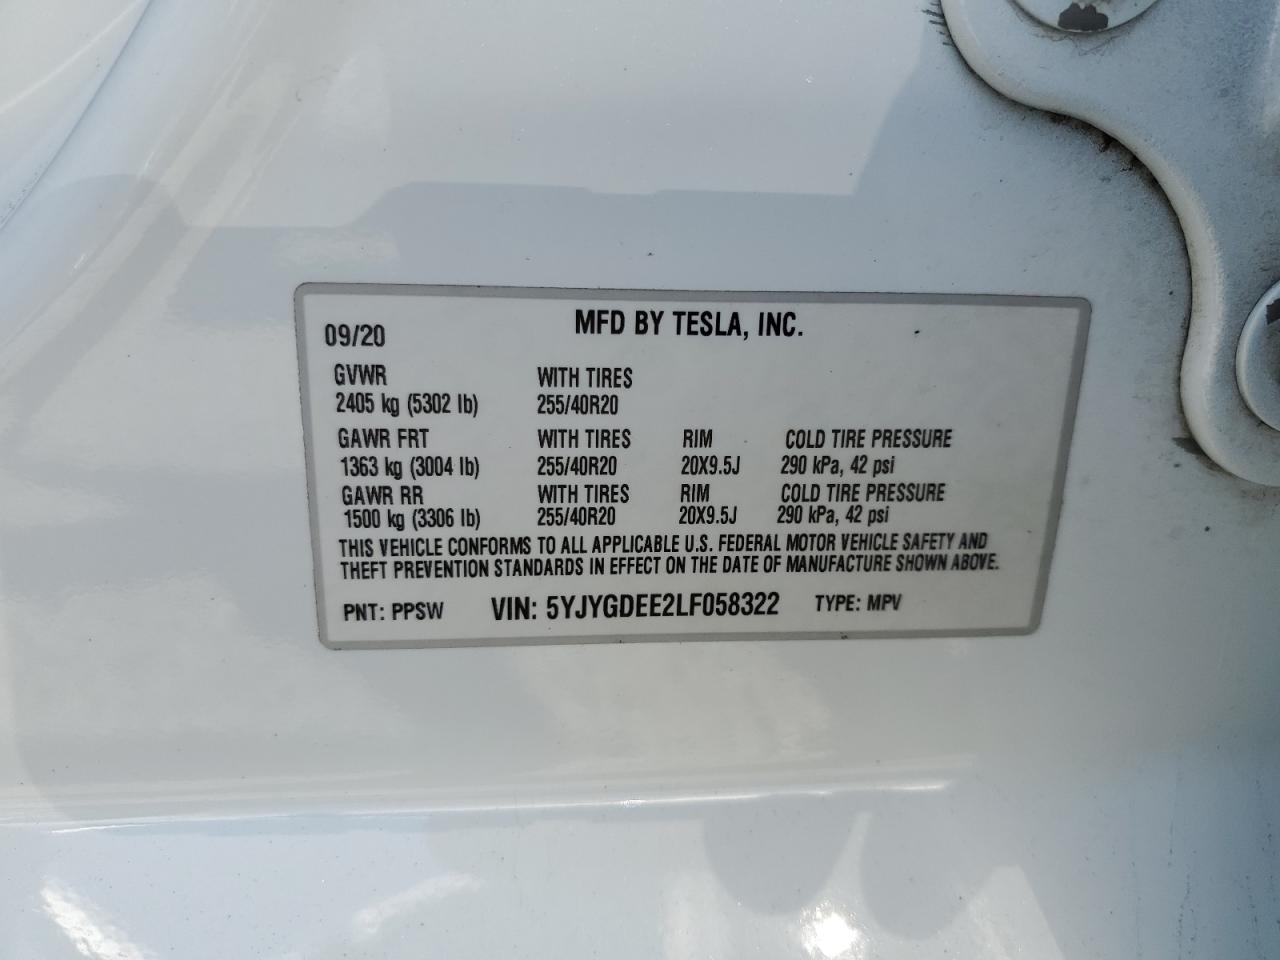 MFD BY TESLA, INC.
09/20
GVWR WITH TIRES
2405 kg (5302 lb) 255/40R20
GAWR FRT WITH TIRES RIM COLD TIRE PRESSURE
1363 kg (3004 lb) 255/40R20 20X9.5J 290 kPa, 42 psi
GAWR RR WITH TIRES RIM COLD TIRE PRESSURE
1500 kg (3306 lb) 255/40R20 20X9.5J 290 kPa, 42 psi
THIS VEHICLE CONFORMS TO ALL APPLICABLE U.S. FEDERAL MOTOR VEHICLE SAFETY AND
THEFT PREVENTION STANDARDS IN EFFECT ON THE DATE OF MANUFACTURE SHOWN ABOVE.
PNT: PPSW VIN: 5YJYGDEE2LF058322 TYPE: MPV